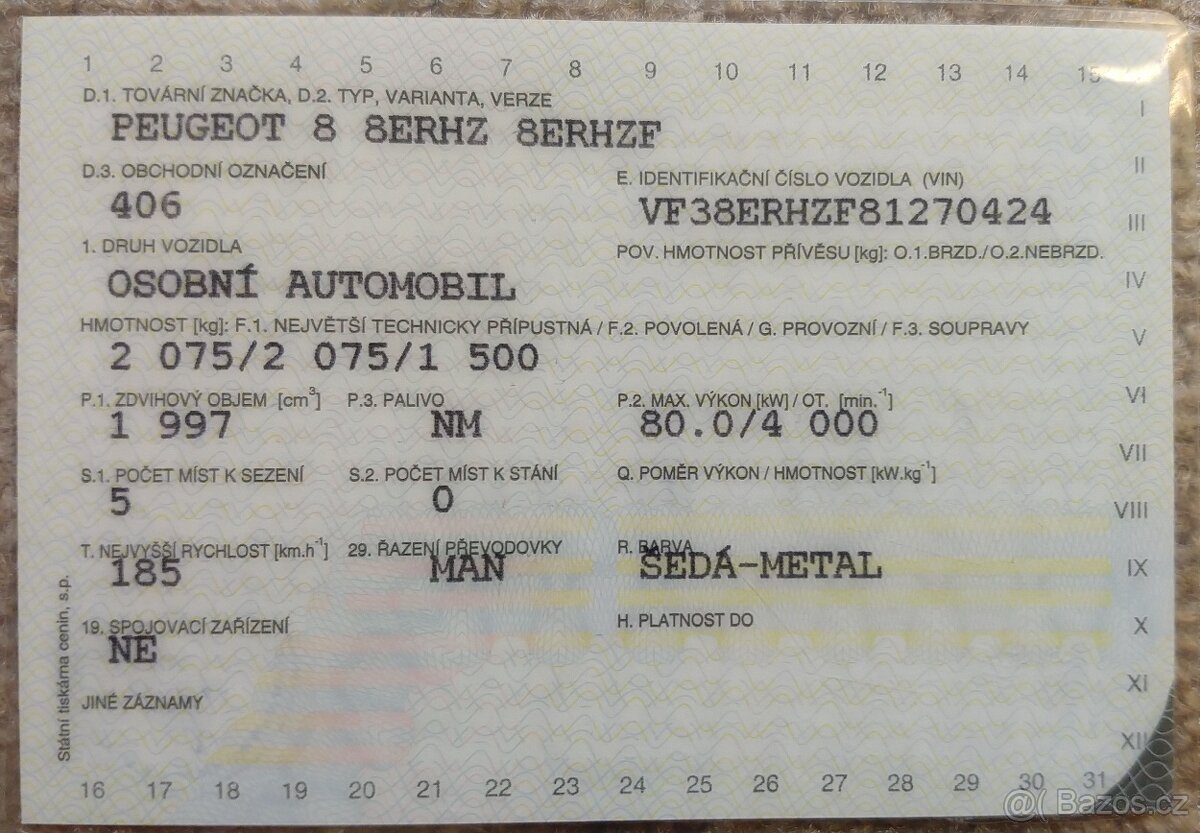 1 2 3 4 5 6 7 8 9 10 11 12 13 14 15
D.1. TOVÁRNÍ ZNAČKA, D.2. TYP, VARIANTA, VERZE
I
PEUGEOT 8 8ERHZ 8ERHZF
D.3. OBCHODNÍ OZNAČENÍ
E. IDENTIFIKAČNÍ ČÍSLO VOZIDLA (VIN)
II
406
VF38ERHZF81270424
III
1. DRUH VOZIDLA
POV. HMOTNOST PŘÍVĚSU [kg]: O.1.BRZD./O.2.NEBRZD.
OSOBNÍ AUTOMOBIL
IV
HMOTNOST [kg]: F.1. NEJVĚTŠÍ TECHNICKY PŘÍPUSTNÁ / F.2. POVOLENÁ / G. PROVOZNÍ / F.3. SOUPRAVY
V
2 075/2 075/1 500
P.1. ZDVIHOVÝ OBJEM [cm³] P.3. PALIVO P.2. MAX. VÝKON [kW] / OT. [min.⁻¹]
VI
1 997 NM 80.0/4 000
VII
S.1. POČET MÍST K SEZENÍ S.2. POČET MÍST K STÁNÍ Q. POMĚR VÝKON / HMOTNOST [kW.kg⁻¹]
5 0
VIII
T. NEJVYŠŠÍ RYCHLOST [km.h⁻¹] 29. ŘAZENÍ PŘEVODOVKY R. BARVA
185 MAN ŠEDÁ-METAL
IX
19. SPOJOVACÍ ZAŘÍZENÍ H. PLATNOST DO
X
NE
XI
JINÉ ZÁZNAMY
XII
Státní tiskárna cenin, s.p.
16 17 18 19 20 21 22 23 24 25 26 27 28 29 30 31
@( Bazos.cz